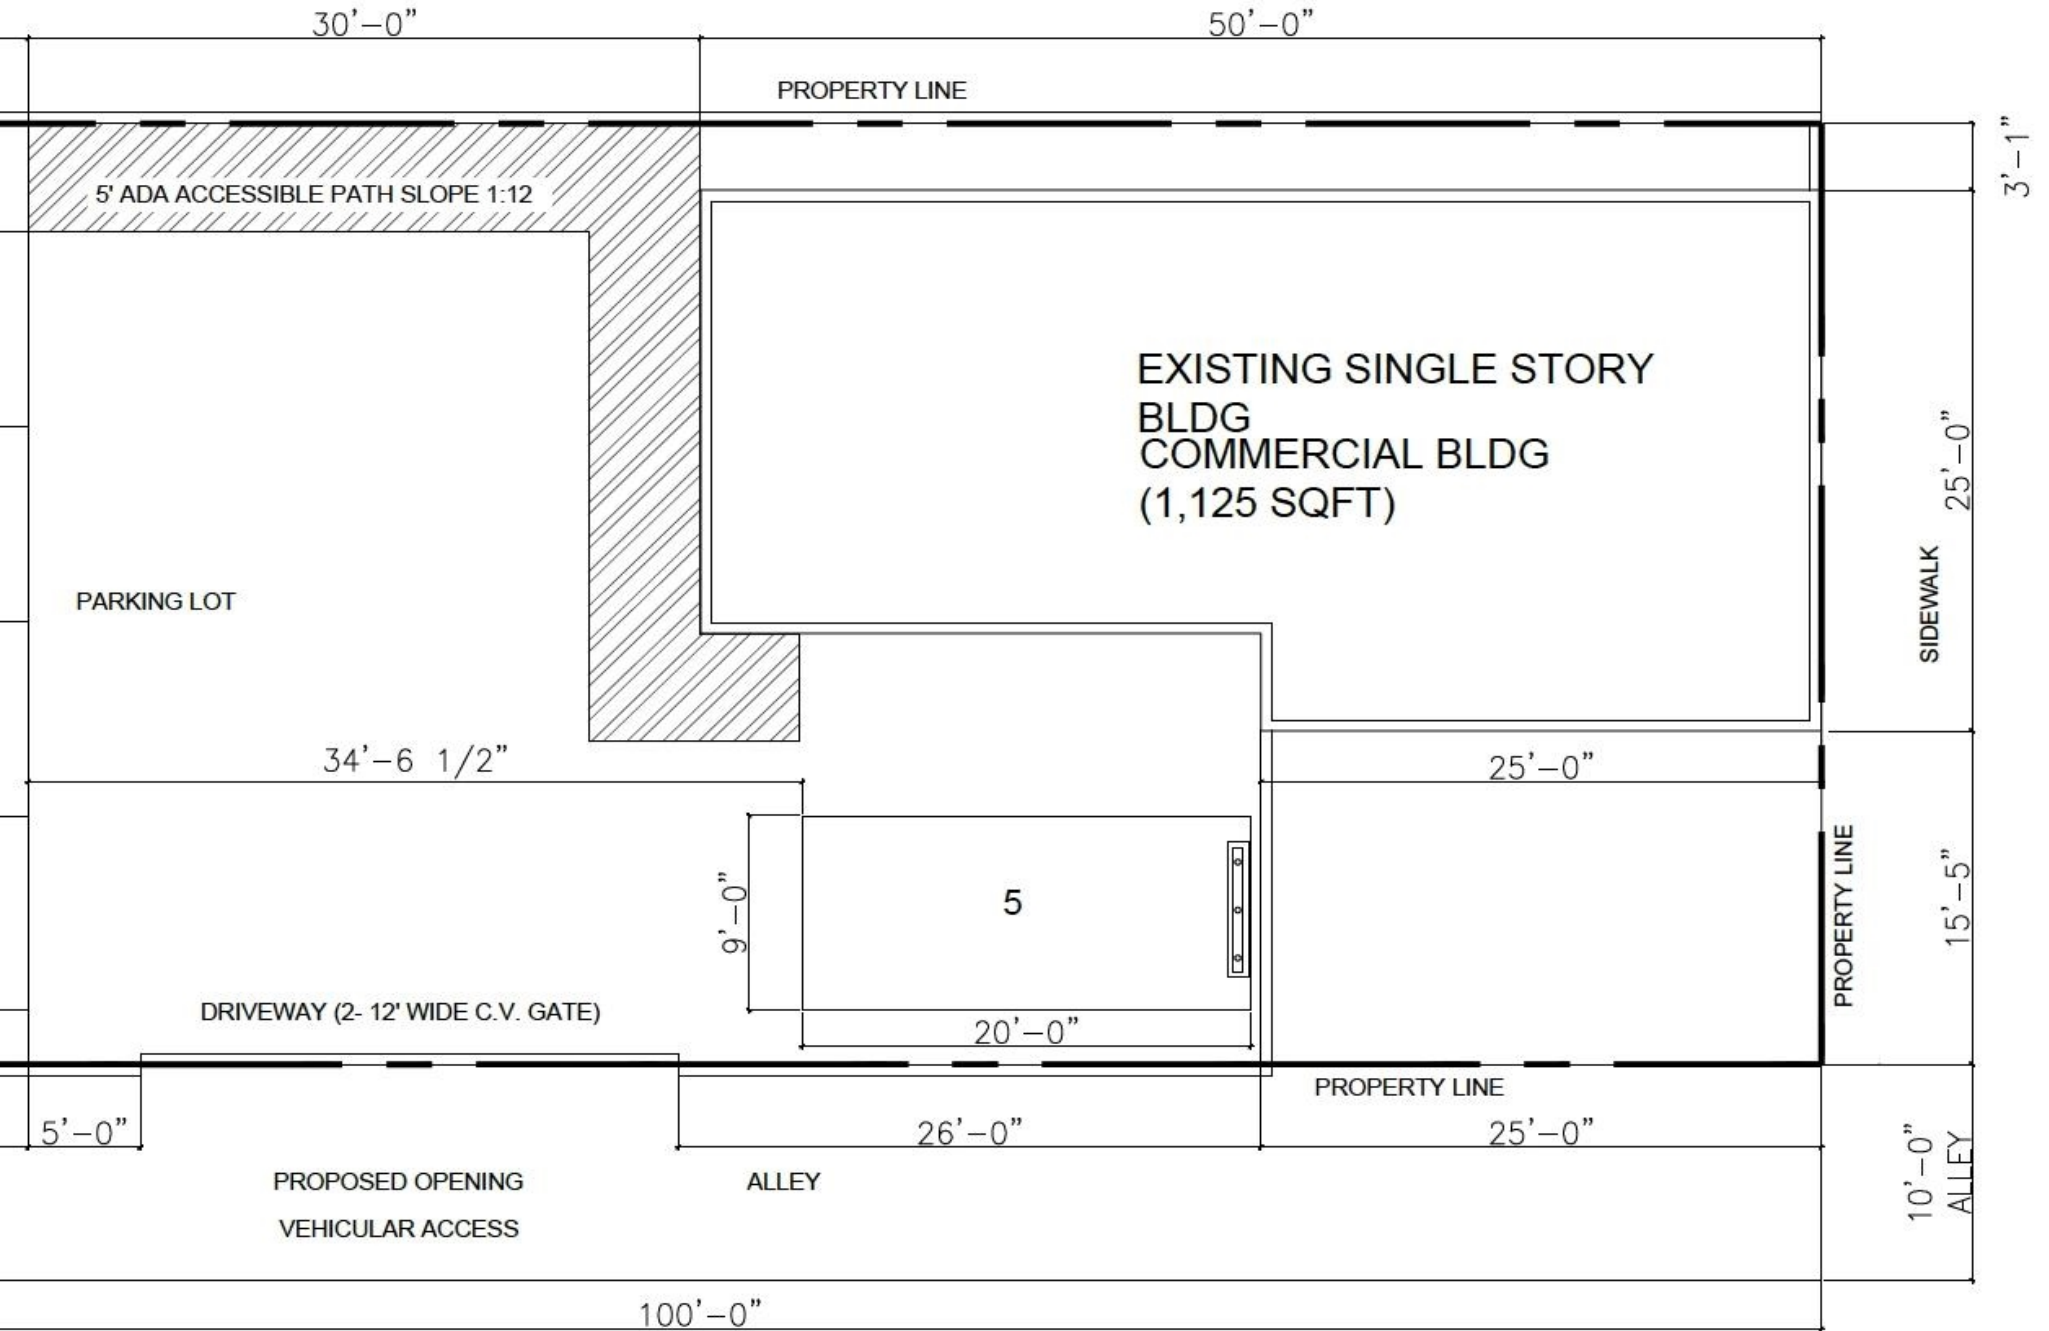 30'-0"
50'-0"
PROPERTY LINE
3'-1"
5' ADA ACCESSIBLE PATH SLOPE 1:12
EXISTING SINGLE STORY
BLDG
COMMERCIAL BLDG
(1,125 SQFT)
25'-0"
SIDEWALK
PARKING LOT
34'-6 1/2"
25'-0"
9'-0"
5
PROPERTY LINE
15'-5"
DRIVEWAY (2- 12' WIDE C.V. GATE)
20'-0"
PROPERTY LINE
5'-0"
26'-0"
25'-0"
10'-0"
ALLEY
PROPOSED OPENING
VEHICULAR ACCESS
ALLEY
100'-0"